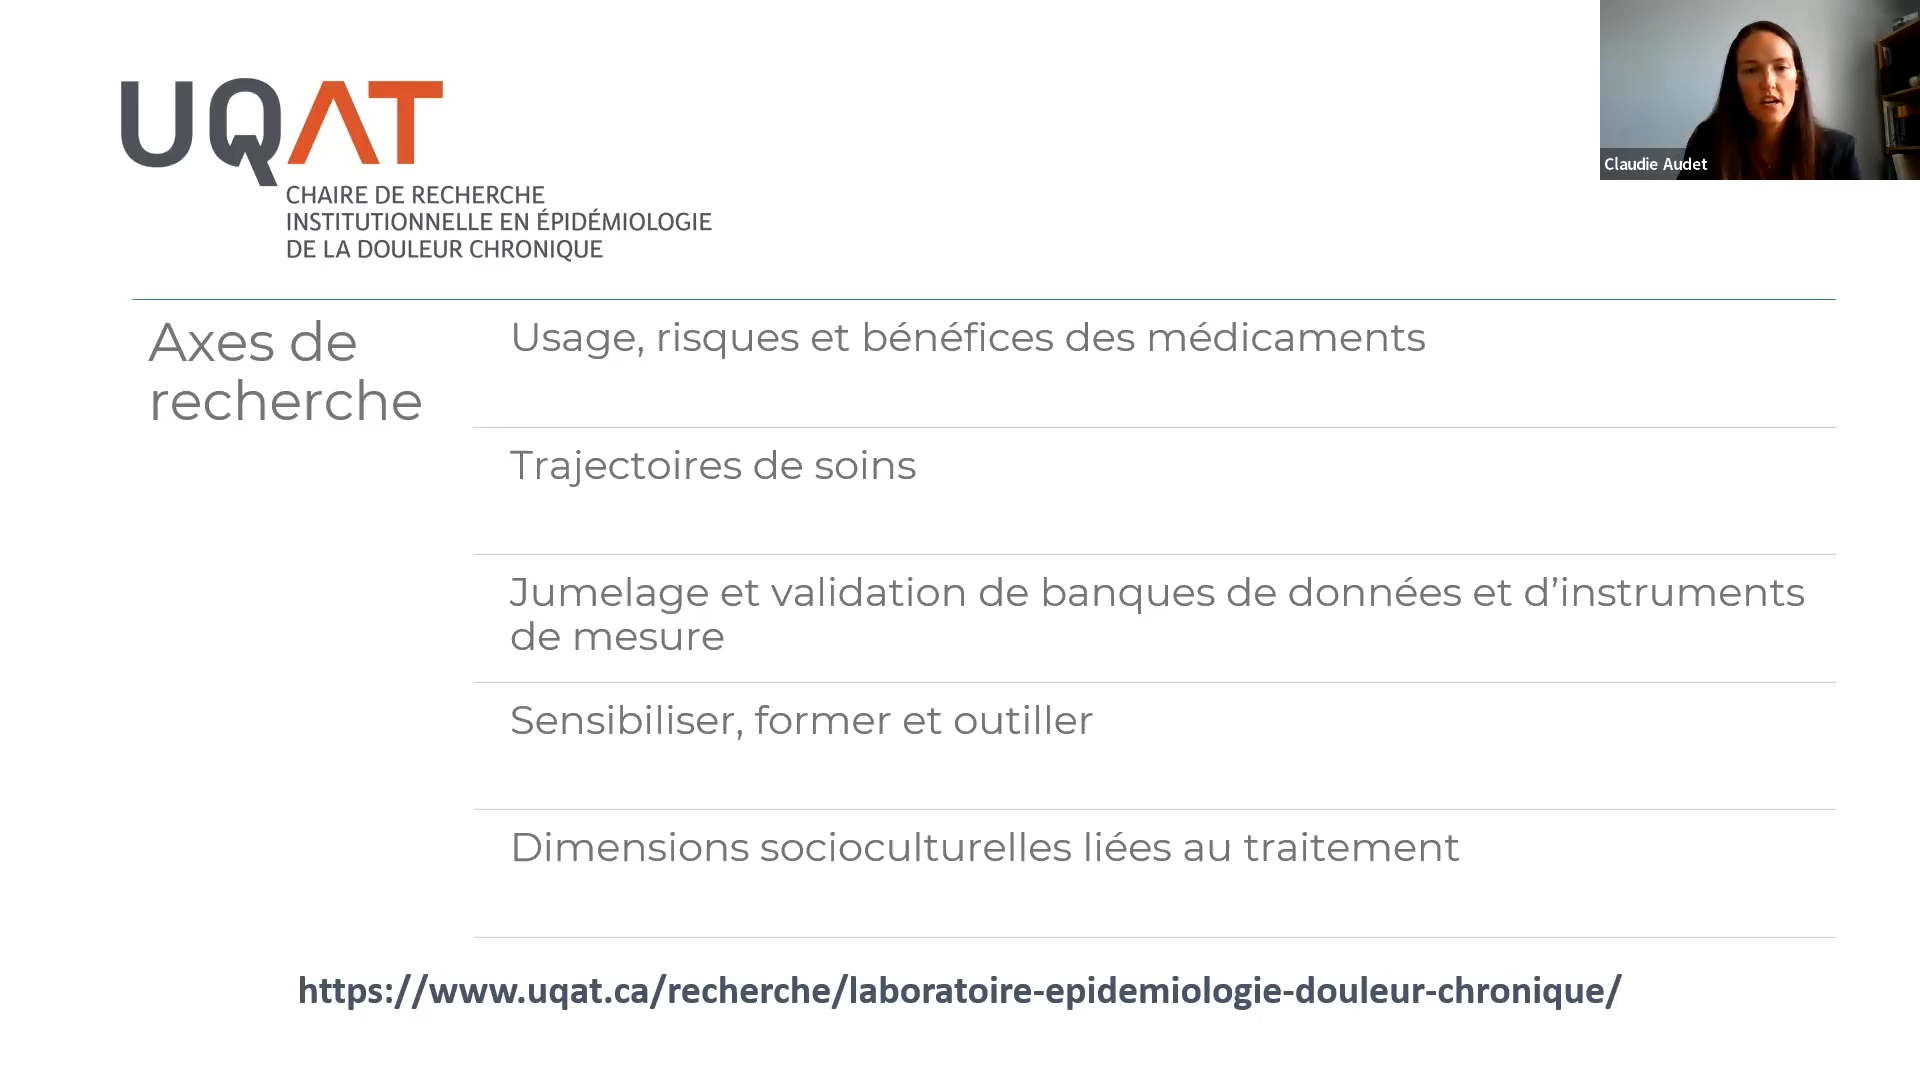 UQAT
CHAIRE DE RECHERCHE
INSTITUTIONNELLE EN ÉPIDÉMIOLOGIE
DE LA DOULEUR CHRONIQUE
Claudie Audet
Axes de
recherche
Usage, risques et bénéfices des médicaments
Trajectoires de soins
Jumelage et validation de banques de données et d’instruments
de mesure
Sensibiliser, former et outiller
Dimensions socioculturelles liées au traitement
https://www.uqat.ca/recherche/laboratoire-epidemiologie-douleur-chronique/